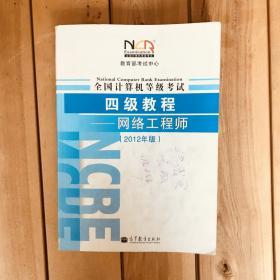 NCR
Examination
教育部考试中心
National Computer Rank Examination
全国计算机等级考试
四级教程
——网络工程师
（2012年版）
NCRE
NCRE
高等教育出版社